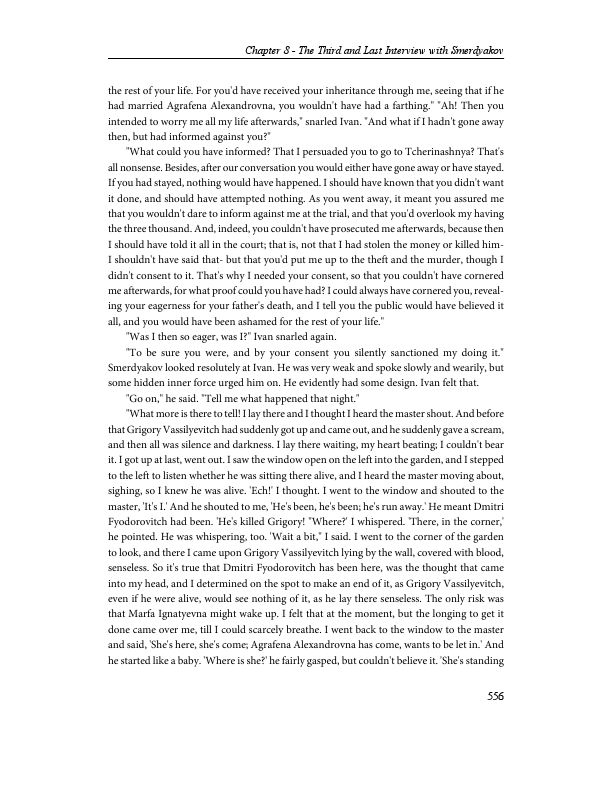 Chapter 8 - The Third and Last Interview with Smerdyakov
the rest of your life. For you'd have received your inheritance through me, seeing that if he
had married Agrafena Alexandrovna, you wouldn't have had a farthing." "Ah! Then you
intended to worry me all my life afterwards," snarled Ivan. "And what if I hadn't gone away
then, but had informed against you?"
"What could you have informed? That I persuaded you to go to Tcherinashnya? That's
all nonsense. Besides, after our conversation you would either have gone away or have stayed.
If you had stayed, nothing would have happened. I should have known that you didn't want
it done, and should have attempted nothing. As you went away, it meant you assured me
that you wouldn't dare to inform against me at the trial, and that you'd overlook my having
the three thousand. And, indeed, you couldn't have prosecuted me afterwards, because then
I should have told it all in the court; that is, not that I had stolen the money or killed him-
I shouldn't have said that- but that you'd put me up to the theft and the murder, though I
didn't consent to it. That's why I needed your consent, so that you couldn't have cornered
me afterwards, for what proof could you have had? I could always have cornered you, reveal-
ing your eagerness for your father's death, and I tell you the public would have believed it
all, and you would have been ashamed for the rest of your life."
"Was I then so eager, was I?" Ivan snarled again.
"To be sure you were, and by your consent you silently sanctioned my doing it."
Smerdyakov looked resolutely at Ivan. He was very weak and spoke slowly and wearily, but
some hidden inner force urged him on. He evidently had some design. Ivan felt that.
"Go on," he said. "Tell me what happened that night."
"What more is there to tell! I lay there and I thought I heard the master shout. And before
that Grigory Vassilyevitch had suddenly got up and came out, and he suddenly gave a scream,
and then all was silence and darkness. I lay there waiting, my heart beating; I couldn't bear
it. I got up at last, went out. I saw the window open on the left into the garden, and I stepped
to the left to listen whether he was sitting there alive, and I heard the master moving about,
sighing, so I knew he was alive. 'Ech!' I thought. I went to the window and shouted to the
master, 'It's I.' And he shouted to me, 'He's been, he's been; he's run away.' He meant Dmitri
Fyodorovitch had been. 'He's killed Grigory! "Where?' I whispered. 'There, in the corner,'
he pointed. He was whispering, too. 'Wait a bit," I said. I went to the corner of the garden
to look, and there I came upon Grigory Vassilyevitch lying by the wall, covered with blood,
senseless. So it's true that Dmitri Fyodorovitch has been here, was the thought that came
into my head, and I determined on the spot to make an end of it, as Grigory Vassilyevitch,
even if he were alive, would see nothing of it, as he lay there senseless. The only risk was
that Marfa Ignatyevna might wake up. I felt that at the moment, but the longing to get it
done came over me, till I could scarcely breathe. I went back to the window to the master
and said, 'She's here, she's come; Agrafena Alexandrovna has come, wants to be let in.' And
he started like a baby. 'Where is she?' he fairly gasped, but couldn't believe it. 'She's standing
556